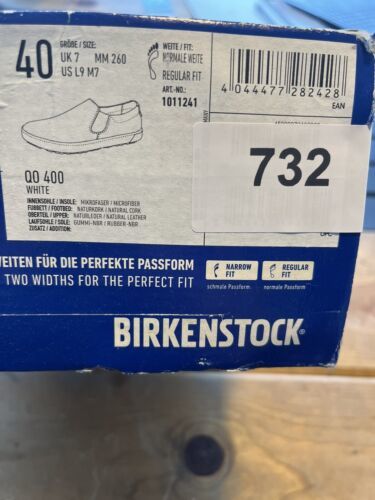 40
GRÖßE / SIZE:
UK 7 MM 260
US L9 M7
WEITE / FIT:
NORMALE WEITE
REGULAR FIT
ART.-NO.:
1011241
4 044477 282428
EAN
732
QO 400
WHITE
INNENSOHLE / INSOLE: MIKROFASER / MICROFIBER
FUßBETT / FOOTBED: NATURKORK / NATURAL CORK
OBERTEIL / UPPER: NATURLEDER / NATURAL LEATHER
LAUFSOHLE / SOLE: GUMMI-NBR / RUBBER-NBR
ZUSATZ / ADDITION:
UPC
WEITEN FÜR DIE PERFEKTE PASSFORM
TWO WIDTHS FOR THE PERFECT FIT
NARROW FIT
schmale Passform
REGULAR FIT
normale Passform
BIRKENSTOCK®